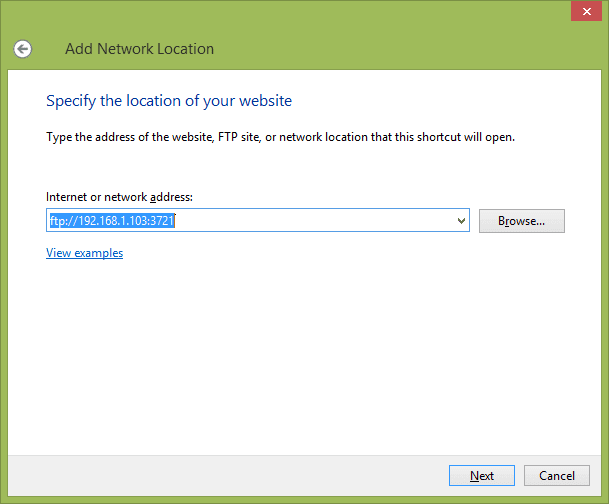 Add Network Location
Specify the location of your website
Type the address of the website, FTP site, or network location that this shortcut will open.
Internet or network address:
ftp://192.168.1.103:3721
Browse...
View examples
Next
Cancel